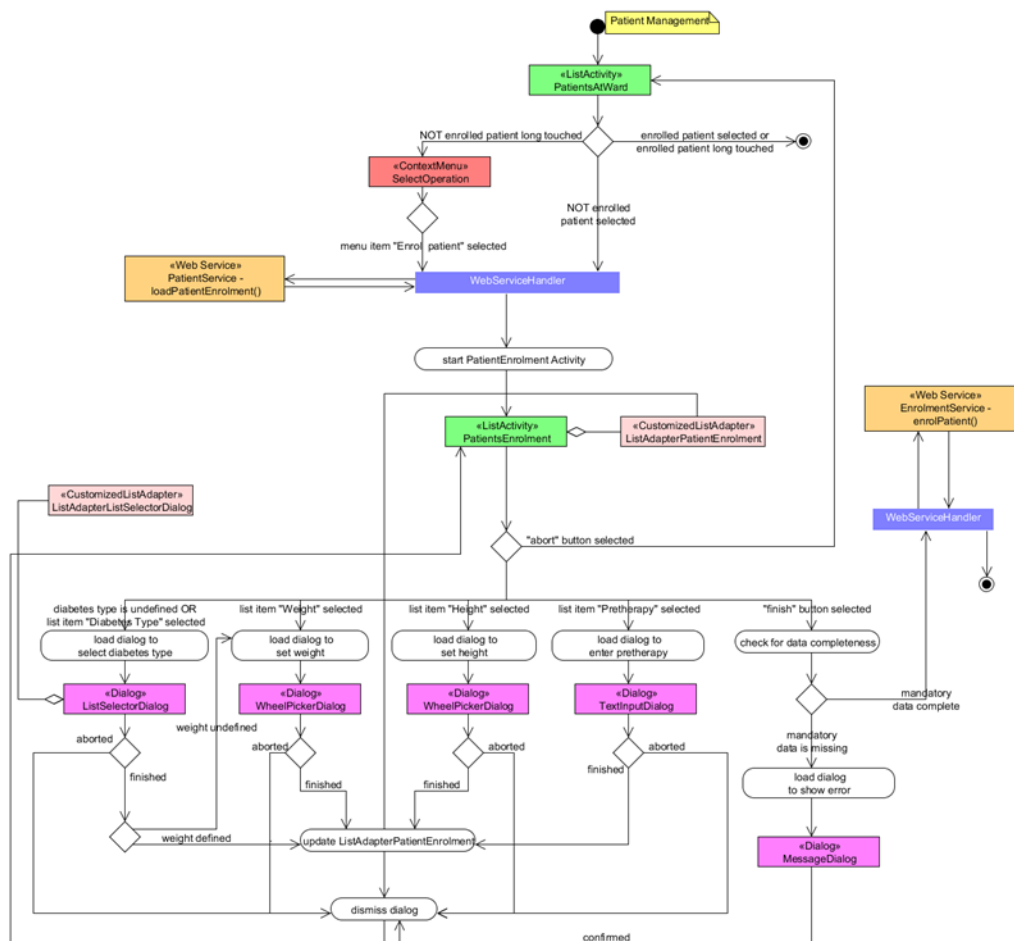 Patient Management
«ListActivity»
PatientsAtWard
NOT enrolled patient long touched
enrolled patient selected or
enrolled patient long touched
«ContextMenu»
SelectOperation
NOT enrolled
patient selected
menu item "Enrol patient" selected
«Web Service»
PatientService -
loadPatientEnrolment()
WebServiceHandler
start PatientEnrolment Activity
«Web Service»
EnrolmentService -
enrolPatient()
«ListActivity»
PatientsEnrolment
«CustomizedListAdapter»
ListAdapterPatientEnrolment
«CustomizedListAdapter»
ListAdapterListSelectorDialog
WebServiceHandler
"abort" button selected
diabetes type is undefined OR
list item "Diabetes Type" selected
list item "Weight" selected
list item "Height" selected
list item "Pretherapy" selected
"finish" button selected
load dialog to
select diabetes type
load dialog to
set weight
load dialog to
set height
load dialog to
enter pretherapy
check for data completeness
«Dialog»
ListSelectorDialog
«Dialog»
WheelPickerDialog
«Dialog»
WheelPickerDialog
«Dialog»
TextInputDialog
mandatory
data complete
weight undefined
aborted
aborted
aborted
aborted
mandatory
data is missing
finished
finished
finished
finished
load dialog
to show error
weight defined
update ListAdapterPatientEnrolment
«Dialog»
MessageDialog
dismiss dialog
confirmed